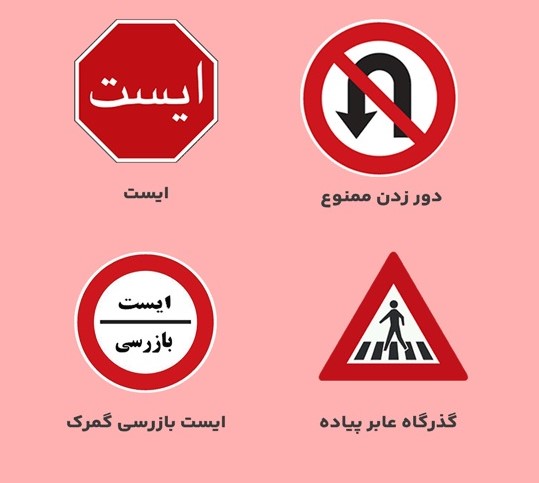 ایست
دور زدن ممنوع
ایست
ایست
بازرسی
گذرگاه عابر پیاده
ایست بازرسی گمرک